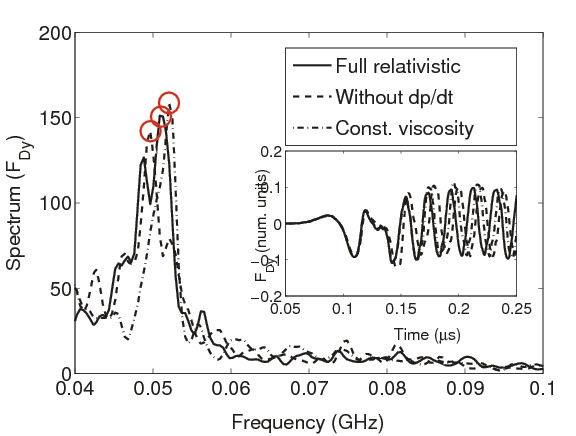 200
150
100
50
0
Spectrum (F_Dy)
0.04 0.05 0.06 0.07 0.08 0.09 0.1
Frequency (GHz)
Full relativistic
Without dp/dt
Const. viscosity
0.2
0.1
0
−0.1
−0.2
F_Dy (num. units)
0.05 0.1 0.15 0.2 0.25
Time (μs)